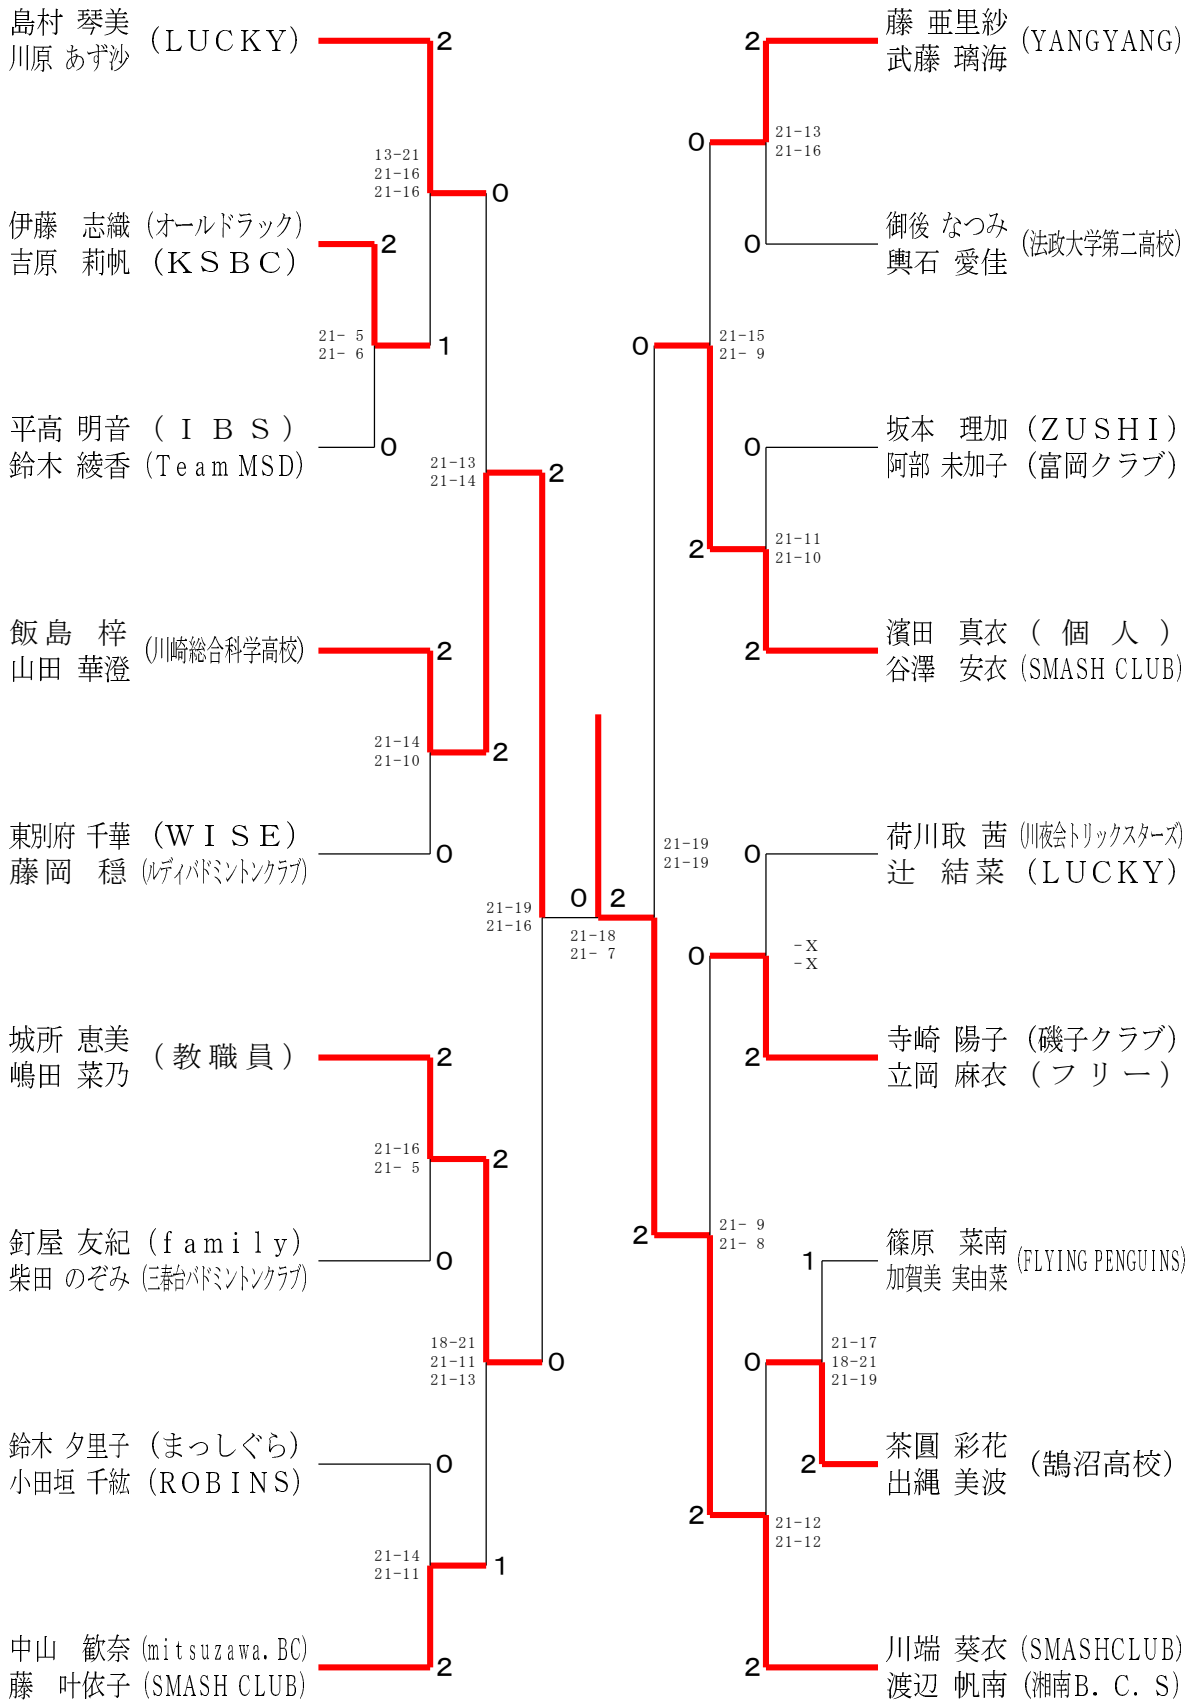 島村 琴美
川原 あず沙
(LUCKY)
2
13-21
21-16
21-16
0
伊藤 志織 (オールドラック)
吉原 莉帆 (KSBC)
2
21- 5
21- 6
1
平高 明音 (IBS)
鈴木 綾香 (Team MSD)
0
21-13
21-14
2
飯島 梓
山田 華澄
(川崎総合科学高校)
2
21-14
21-10
2
東別府 千華 (WISE)
藤岡 穏 (ルディバドミントンクラブ)
0
21-19
21-16
城所 恵美
嶋田 菜乃
(教職員)
2
21-16
21- 5
2
釘屋 友紀 (family)
柴田 のぞみ (三春台バドミントンクラブ)
0
18-21
21-11
21-13
0
鈴木 夕里子 (まっしぐら)
小田垣 千紘 (ROBINS)
0
21-14
21-11
1
中山 歓奈 (mitsuzawa.BC)
藤 叶依子 (SMASH CLUB)
2
0 2
21-18
21- 7
2
藤 亜里紗
武藤 璃海
(YANGYANG)
0
21-13
21-16
0
御後 なつみ
輿石 愛佳
(法政大学第二高校)
0
21-15
21- 9
0
坂本 理加 (ZUSHI)
阿部 未加子 (富岡クラブ)
2
21-11
21-10
2
濱田 真衣 (個人)
谷澤 安衣 (SMASH CLUB)
21-19
21-19
0
荷川取 茜 (川夜会トリックスターズ)
辻 結菜 (LUCKY)
0
-X
-X
2
寺崎 陽子 (磯子クラブ)
立岡 麻衣 (フリー)
2
21- 9
21- 8
1
篠原 菜南
加賀美 実由菜
(FLYING PENGUINS)
0
21-17
18-21
21-19
2
茶圓 彩花
出縄 美波
(鵠沼高校)
2
21-12
21-12
2
川端 葵衣 (SMASHCLUB)
渡辺 帆南 (湘南B.C.S)